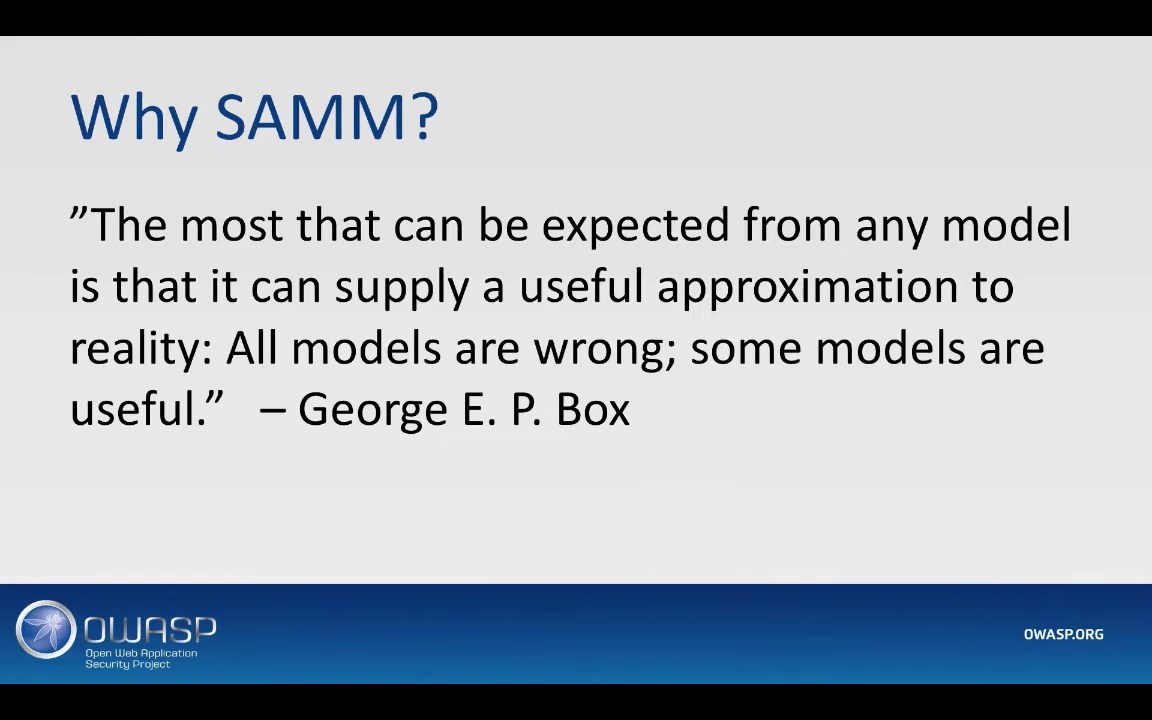 Why SAMM?
”The most that can be expected from any model
is that it can supply a useful approximation to
reality: All models are wrong; some models are
useful.” – George E. P. Box
OWASP
Open Web Application
Security Project
OWASP.ORG